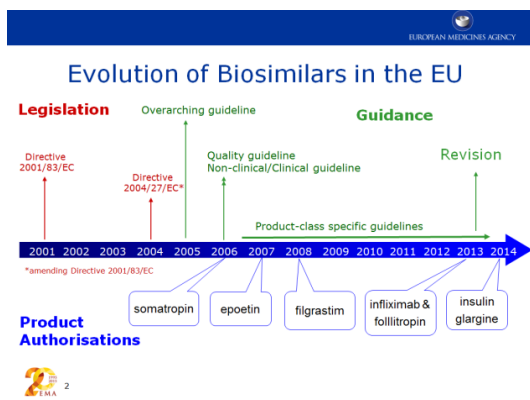 EUROPEAN MEDICINES AGENCY
Evolution of Biosimilars in the EU
Legislation
Overarching guideline
Guidance
Directive
2001/83/EC
Directive
2004/27/EC*
Quality guideline
Non-clinical/Clinical guideline
Revision
Product-class specific guidelines
2001 2002 2003 2004 2005 2006 2007 2008 2009 2010 2011 2012 2013 2014
*amending Directive 2001/83/EC
somatropin
epoetin
filgrastim
infliximab &
folllitropin
insulin
glargine
Product
Authorisations
EMA
2